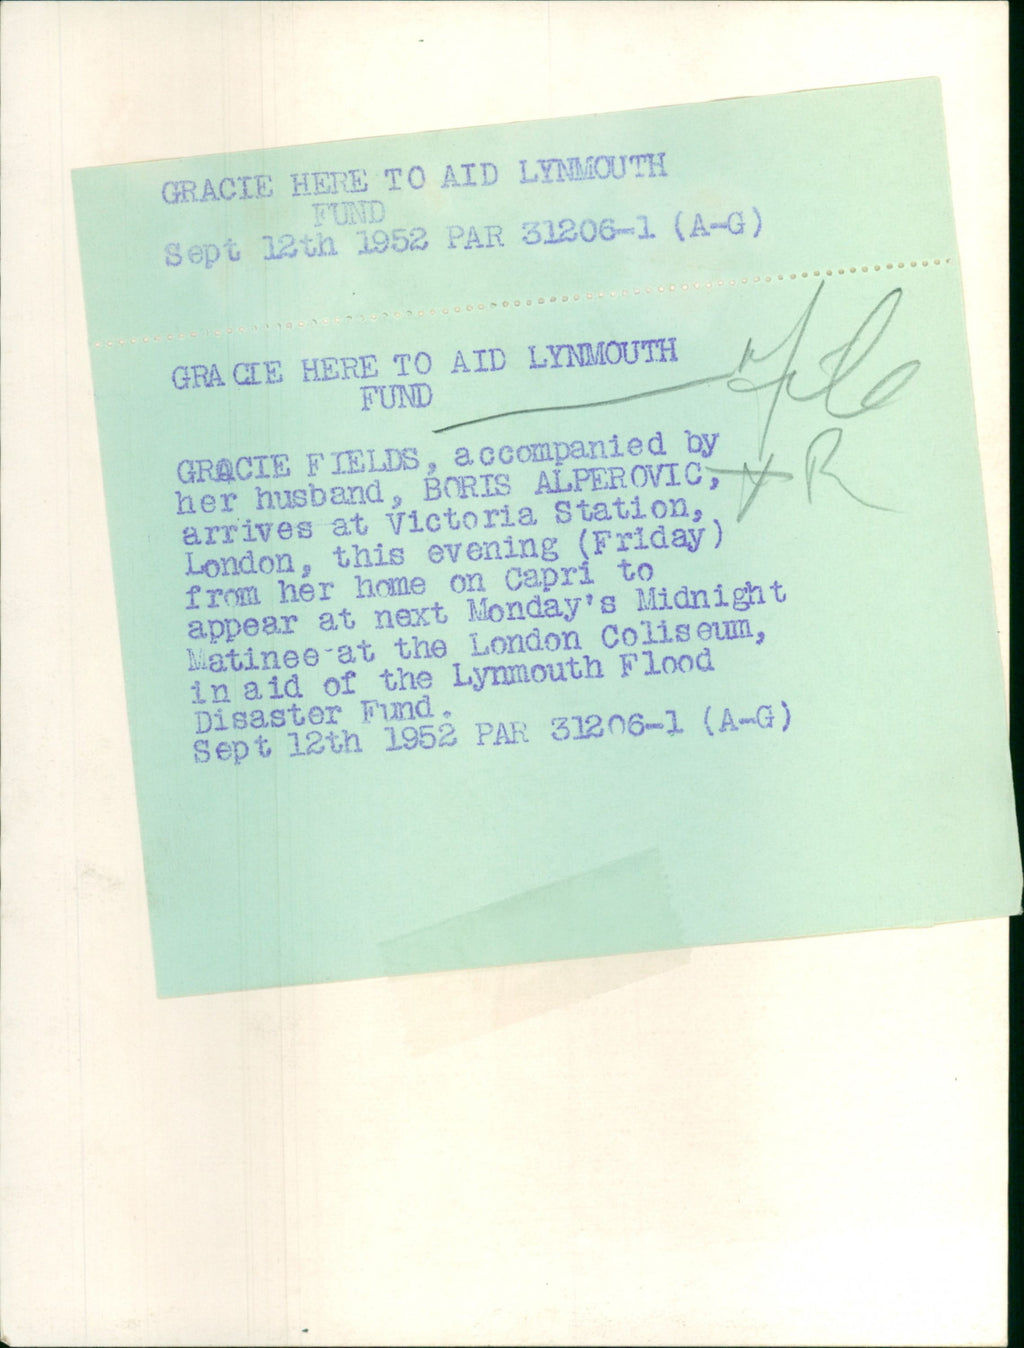 GRACIE HERE TO AID LYNMOUTH
FUND
Sept 12th 1952 PAR 31206-1 (A-G)
GRACIE HERE TO AID LYNMOUTH
FUND
File
GRACIE FIELDS, accompanied by
her husband, BORIS ALPEROVIC,
x R
arrives at Victoria Station,
London, this evening (Friday)
from her home on Capri to
appear at next Monday's Midnight
Matinee at the London Coliseum,
in aid of the Lynmouth Flood
Disaster Fund.
Sept 12th 1952 PAR 31206-1 (A-G)